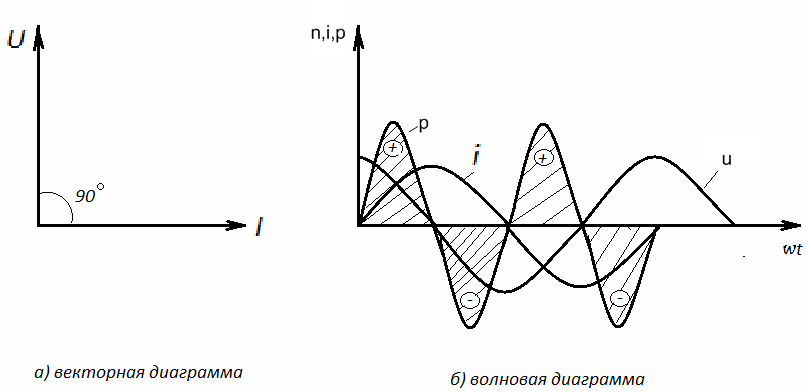 U
90°
I
а) векторная диаграмма
n,i,p
p
i
u
+
+
-
-
wt
б) волновая диаграмма